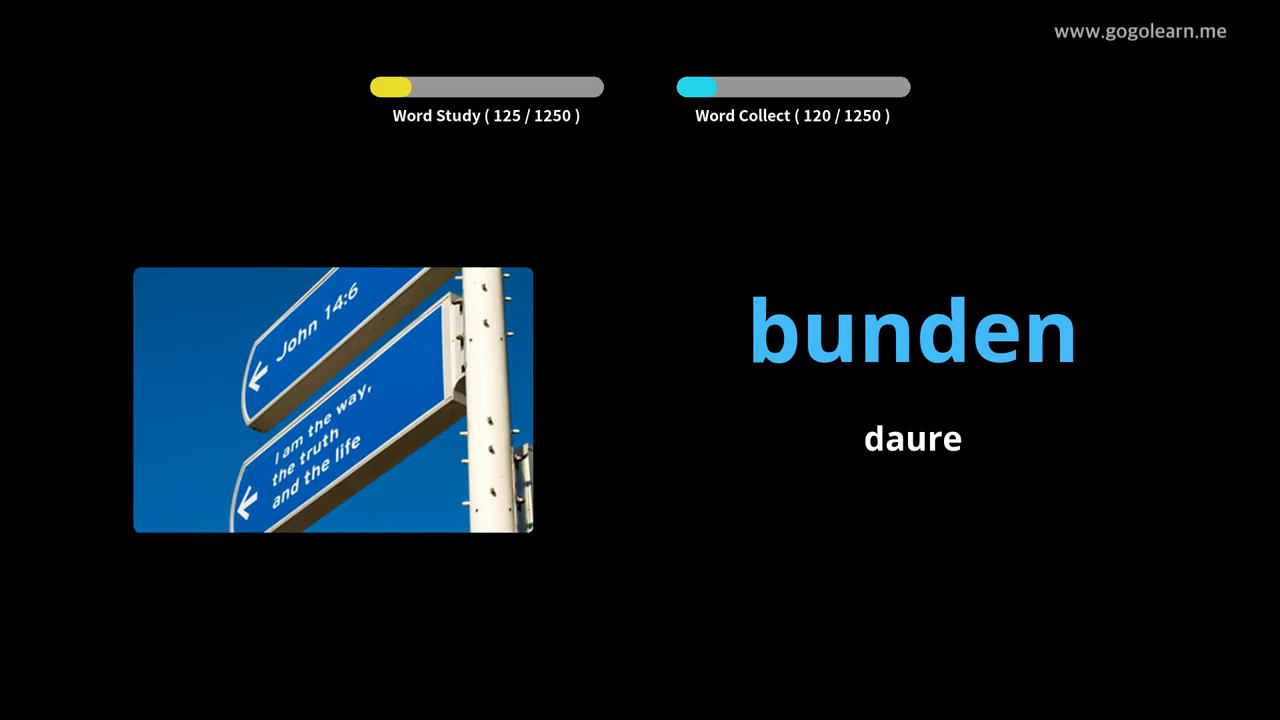 www.gogolearn.me
Word Study ( 125 / 1250 )
Word Collect ( 120 / 1250 )
John 14:6
I am the way,
the truth
and the life
bunden
daure